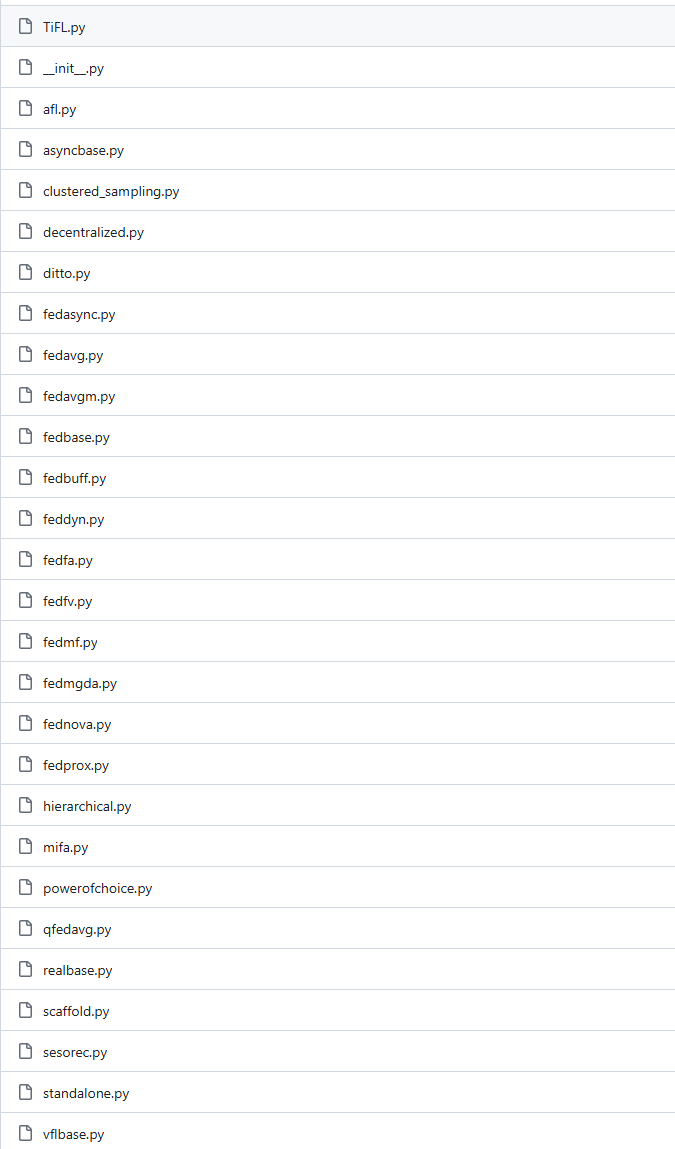 TiFL.py
__init__.py
afl.py
asyncbase.py
clustered_sampling.py
decentralized.py
ditto.py
fedasync.py
fedavg.py
fedavgm.py
fedbase.py
fedbuff.py
feddyn.py
fedfa.py
fedfv.py
fedmf.py
fedmgda.py
fednova.py
fedprox.py
hierarchical.py
mifa.py
powerofchoice.py
qfedavg.py
realbase.py
scaffold.py
sesorec.py
standalone.py
vflbase.py